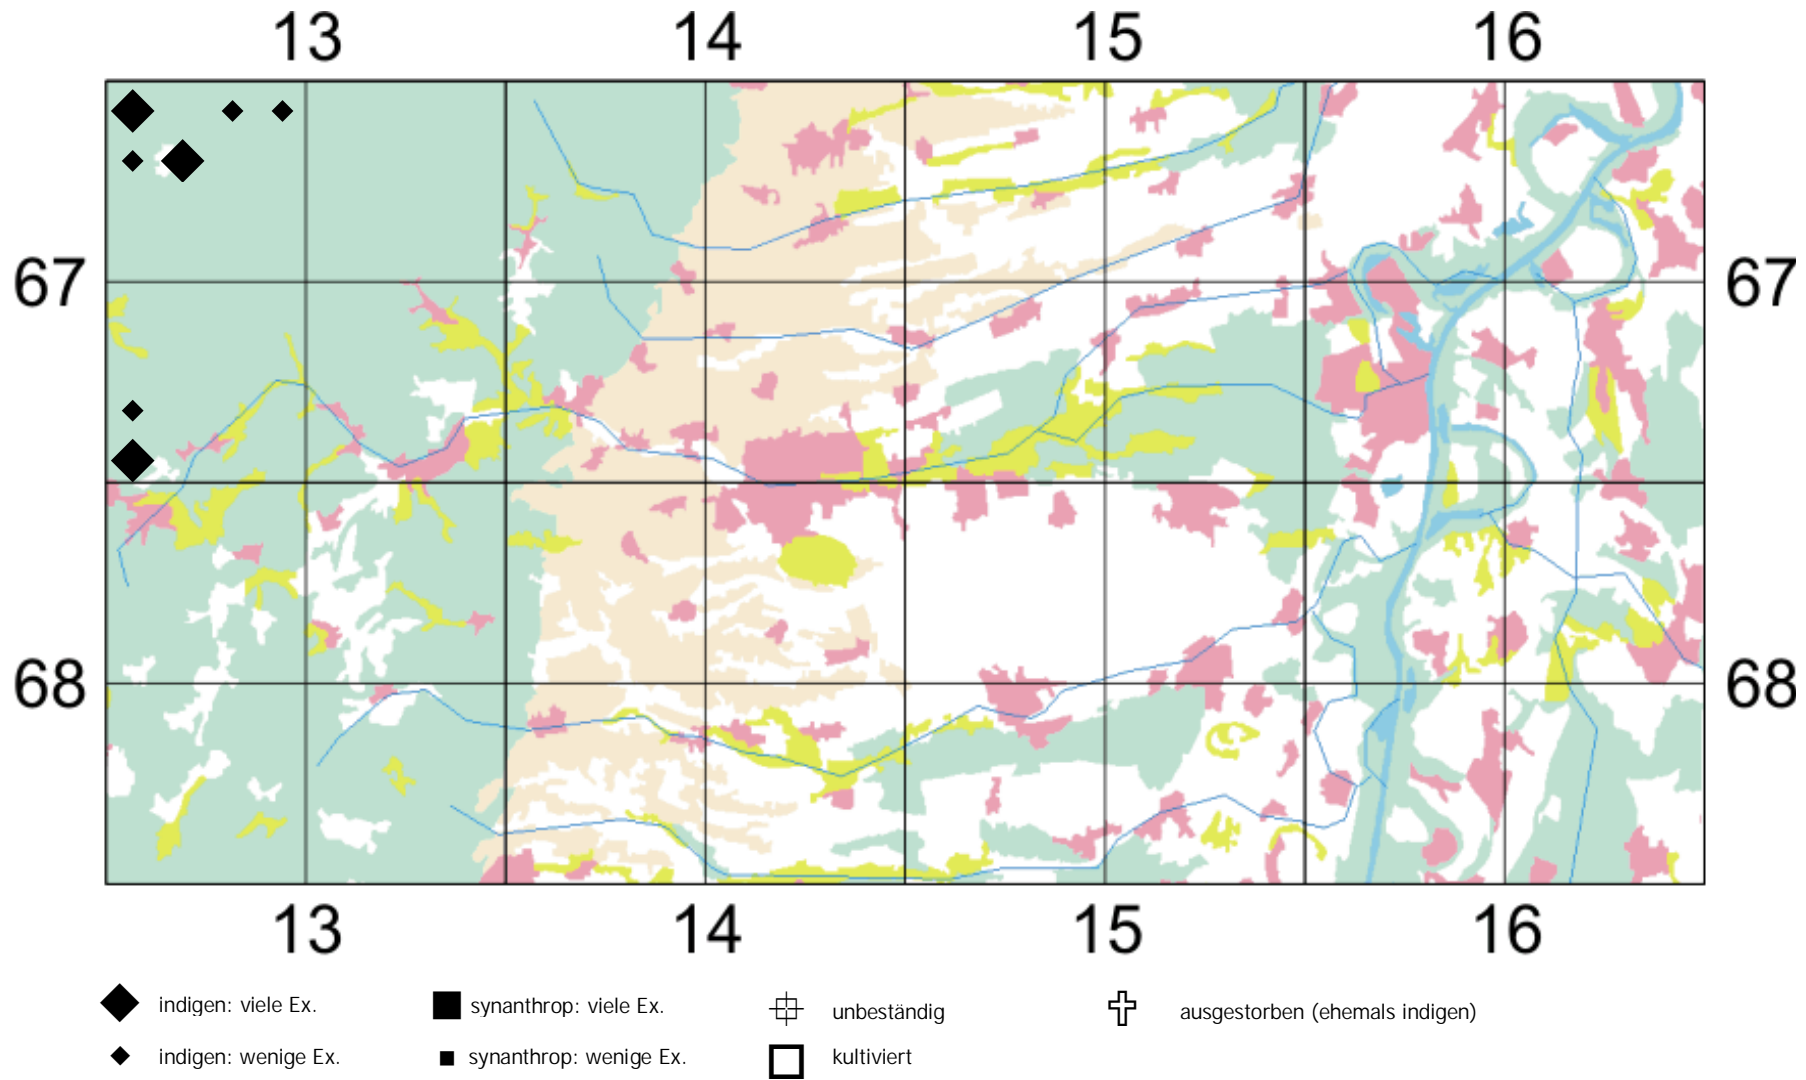 13 14 15 16
67 67
68 68
13 14 15 16
indigen: viele Ex. synanthrop: viele Ex. unbeständig ausgestorben (ehemals indigen)
indigen: wenige Ex. synanthrop: wenige Ex. kultiviert